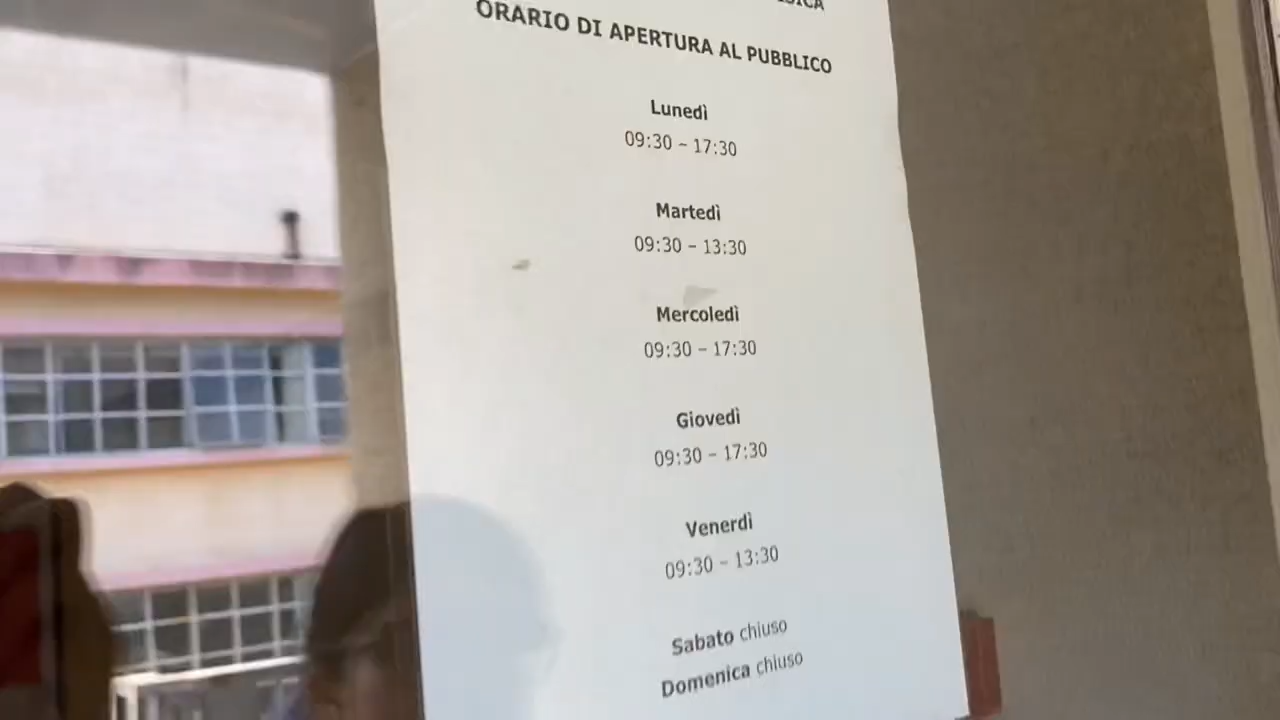 ORARIO DI APERTURA AL PUBBLICO
Lunedì
09:30 – 17:30
Martedì
09:30 – 13:30
Mercoledì
09:30 – 17:30
Giovedì
09:30 – 17:30
Venerdì
09:30 – 13:30
Sabato chiuso
Domenica chiuso